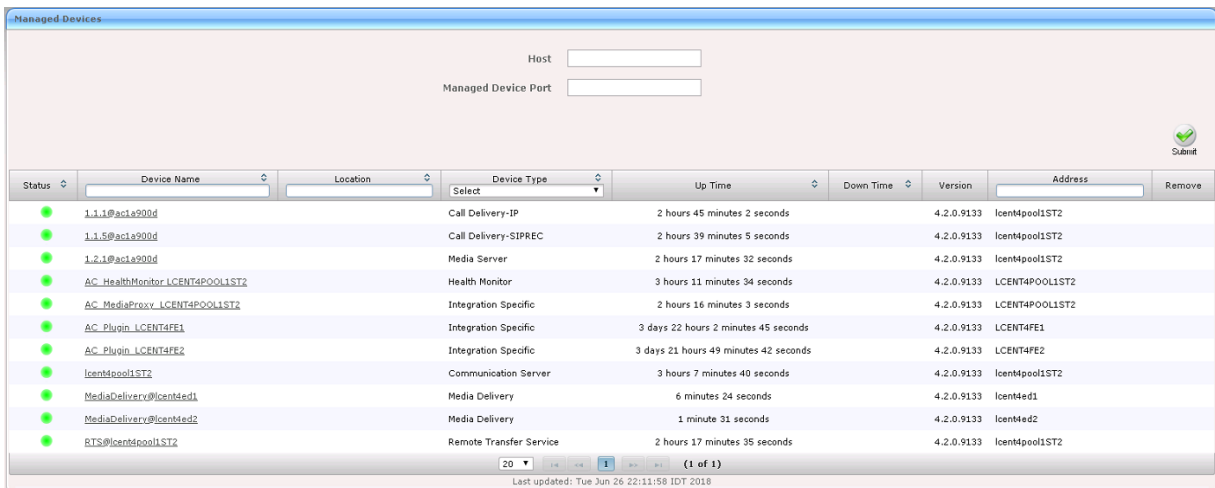 Managed Devices
Host
Managed Device Port
Submit
Status Device Name Location Device Type Up Time Down Time Version Address Remove
Select
1.1.1@ac1a900d Call Delivery-IP 2 hours 45 minutes 2 seconds 4.2.0.9133 lcent4pool1ST2
1.1.5@ac1a900d Call Delivery-SIPREC 2 hours 39 minutes 5 seconds 4.2.0.9133 lcent4pool1ST2
1.2.1@ac1a900d Media Server 2 hours 17 minutes 32 seconds 4.2.0.9133 lcent4pool1ST2
AC_HealthMonitor_LCENT4POOL1ST2 Health Monitor 3 hours 11 minutes 34 seconds 4.2.0.9133 LCENT4POOL1ST2
AC_MediaProxy_LCENT4POOL1ST2 Integration Specific 2 hours 16 minutes 3 seconds 4.2.0.9133 LCENT4POOL1ST2
AC_Plugin_LCENT4FE1 Integration Specific 3 days 22 hours 2 minutes 45 seconds 4.2.0.9133 LCENT4FE1
AC_Plugin_LCENT4FE2 Integration Specific 3 days 21 hours 49 minutes 42 seconds 4.2.0.9133 LCENT4FE2
lcent4pool1ST2 Communication Server 3 hours 7 minutes 40 seconds 4.2.0.9133 lcent4pool1ST2
MediaDelivery@lcent4ed1 Media Delivery 6 minutes 24 seconds 4.2.0.9133 lcent4ed1
MediaDelivery@lcent4ed2 Media Delivery 1 minute 31 seconds 4.2.0.9133 lcent4ed2
RTS@lcent4pool1ST2 Remote Transfer Service 2 hours 17 minutes 35 seconds 4.2.0.9133 lcent4pool1ST2
20 1 (1 of 1)
Last updated: Tue Jun 26 22:11:58 IDT 2018